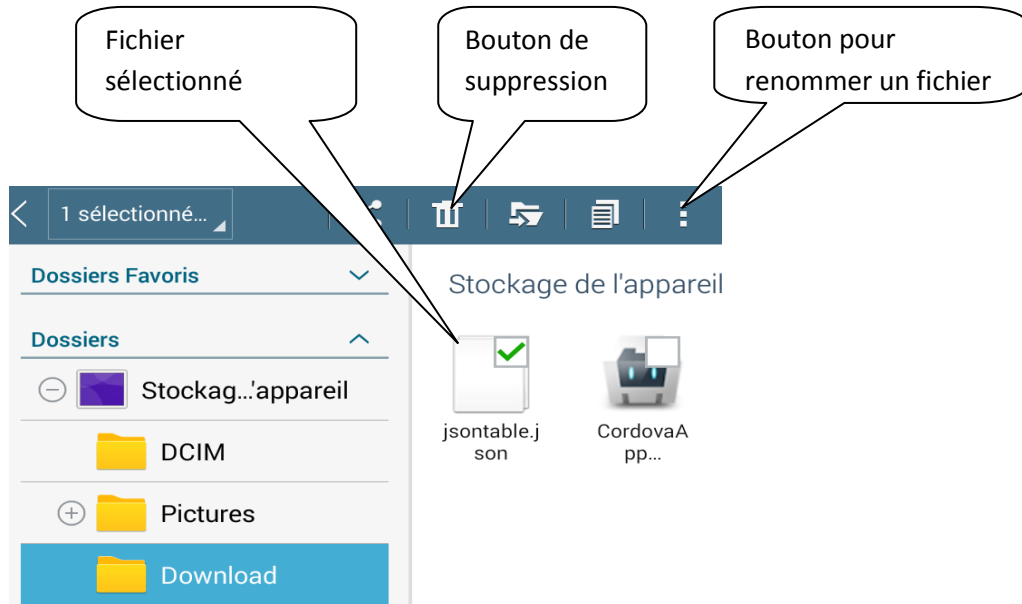 Fichier
sélectionné
Bouton de
suppression
Bouton pour
renommer un fichier
1 sélectionné...
Dossiers Favoris
Dossiers
Stockag...'appareil
DCIM
Pictures
Download
Stockage de l'appareil
jsontable.j
son
CordovaA
pp...